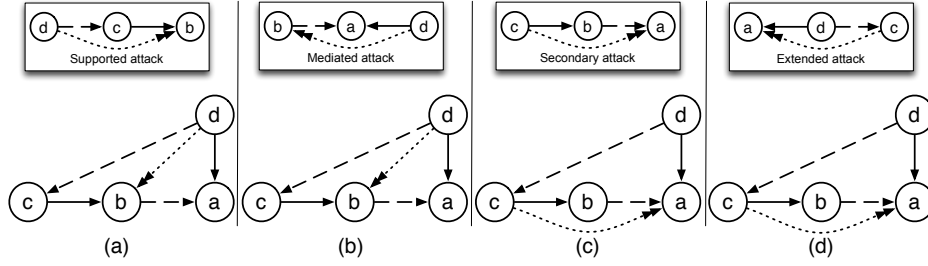 d c b
Supported attack
b a d
Mediated attack
c b a
Secondary attack
a d c
Extended attack
d
c b a
(a)
d
c b a
(b)
d
c b a
(c)
d
c b a
(d)